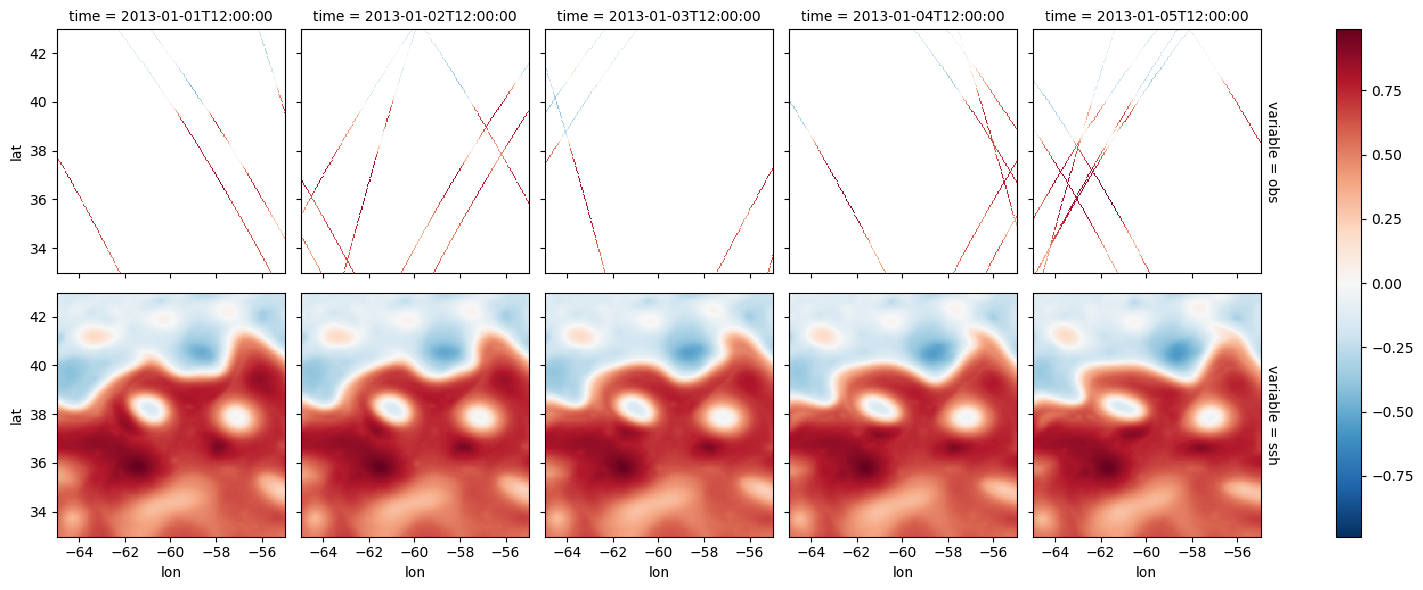 time = 2013-01-01T12:00:00 time = 2013-01-02T12:00:00 time = 2013-01-03T12:00:00 time = 2013-01-04T12:00:00 time = 2013-01-05T12:00:00
42
40
38
36
34
lat
variable = obs
42
40
38
36
34
lat
variable = ssh
−64 −62 −60 −58 −56 −64 −62 −60 −58 −56 −64 −62 −60 −58 −56 −64 −62 −60 −58 −56 −64 −62 −60 −58 −56
lon lon lon lon lon
0.75
0.50
0.25
0.00
−0.25
−0.50
−0.75